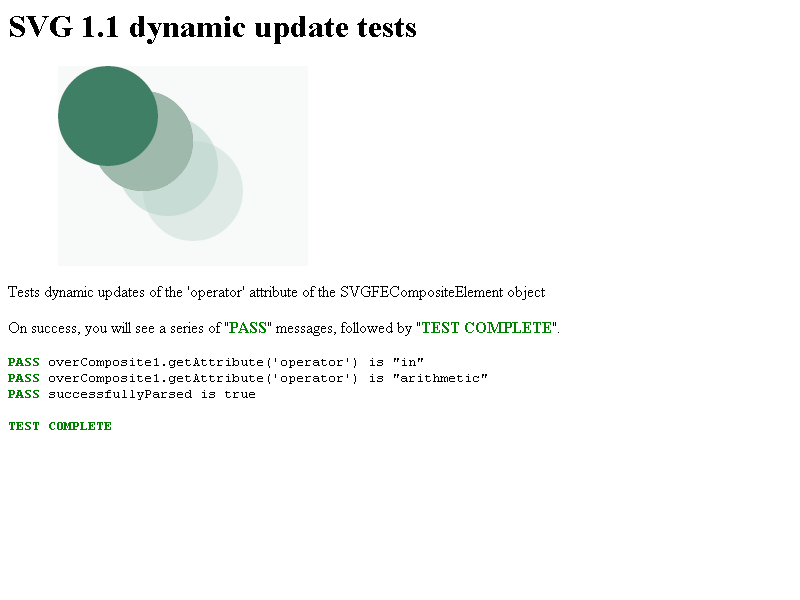 SVG 1.1 dynamic update tests
Tests dynamic updates of the 'operator' attribute of the SVGFECompositeElement object
On success, you will see a series of "PASS" messages, followed by "TEST COMPLETE".
PASS overComposite1.getAttribute('operator') is "in"
PASS overComposite1.getAttribute('operator') is "arithmetic"
PASS successfullyParsed is true
TEST COMPLETE